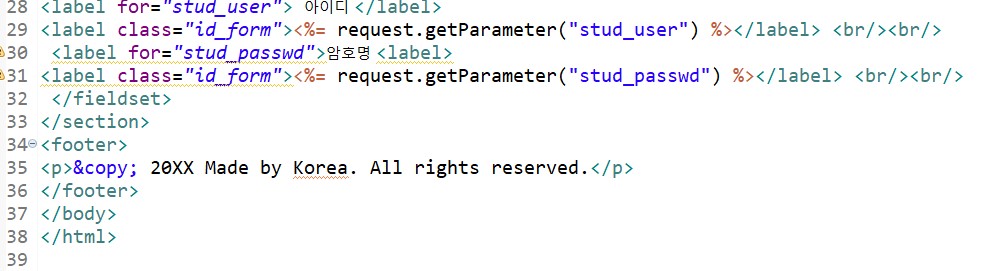 28 <label for="stud_user"> 아이디 </label>
29 <label class="id_form"><%= request.getParameter("stud_user") %></label> <br/><br/>
30 <label for="stud_passwd">암호명 <label>
31 <label class="id_form"><%= request.getParameter("stud_passwd") %></label> <br/><br/>
32 </fieldset>
33 </section>
34 <footer>
35 <p>&copy; 20XX Made by Korea. All rights reserved.</p>
36 </footer>
37 </body>
38 </html>
39